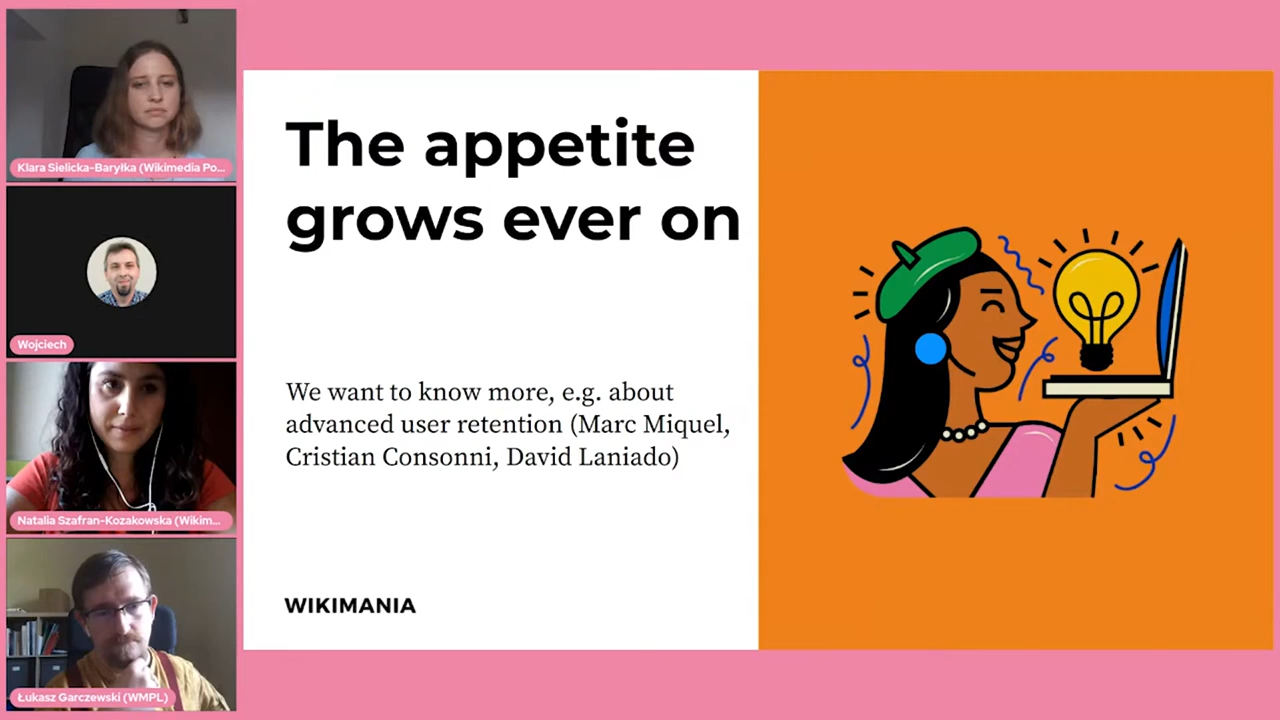 Klara Sielicka-Baryłka (Wikimedia Po...
Wojciech
Natalia Szafran-Kozakowska (Wikim...
Łukasz Garczewski (WMPL)
The appetite
grows ever on
We want to know more, e.g. about
advanced user retention (Marc Miquel,
Cristian Consonni, David Laniado)
WIKIMANIA